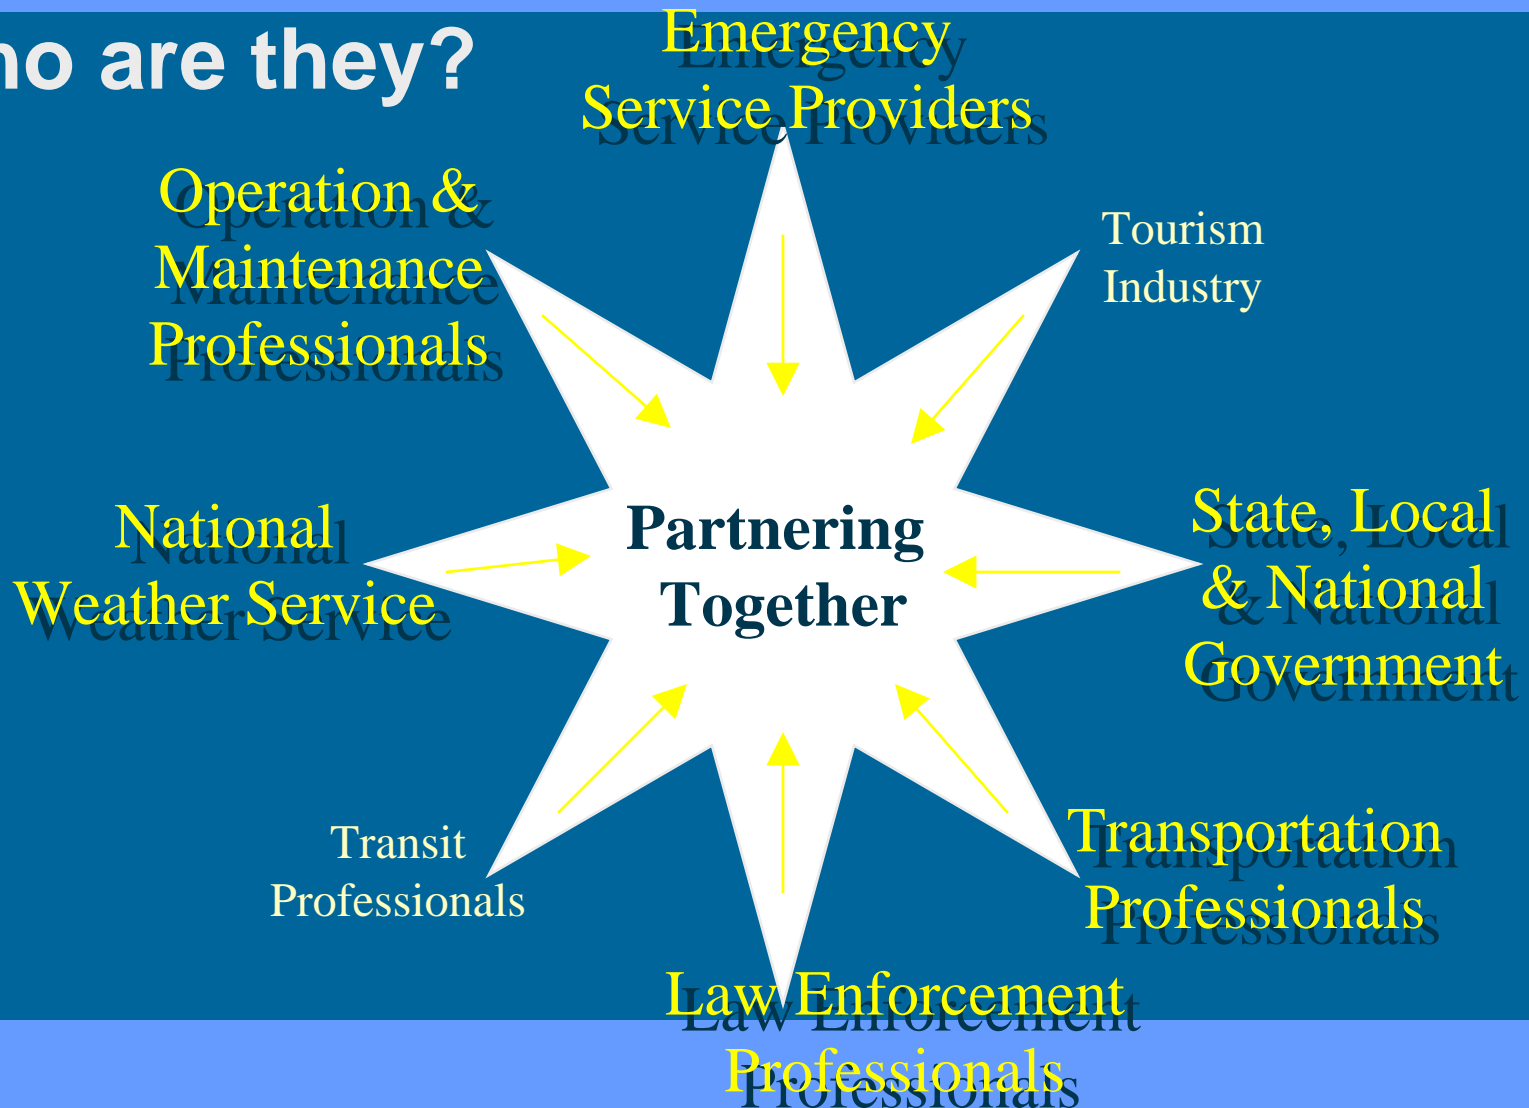 are they?
Emergency
Service Providers
Operation &
Maintenance
Professionals
Tourism
Industry
National
Weather Service
Partnering
Together
State, Local
& National
Government
Transit
Professionals
Transportation
Professionals
Law Enforcement
Professionals